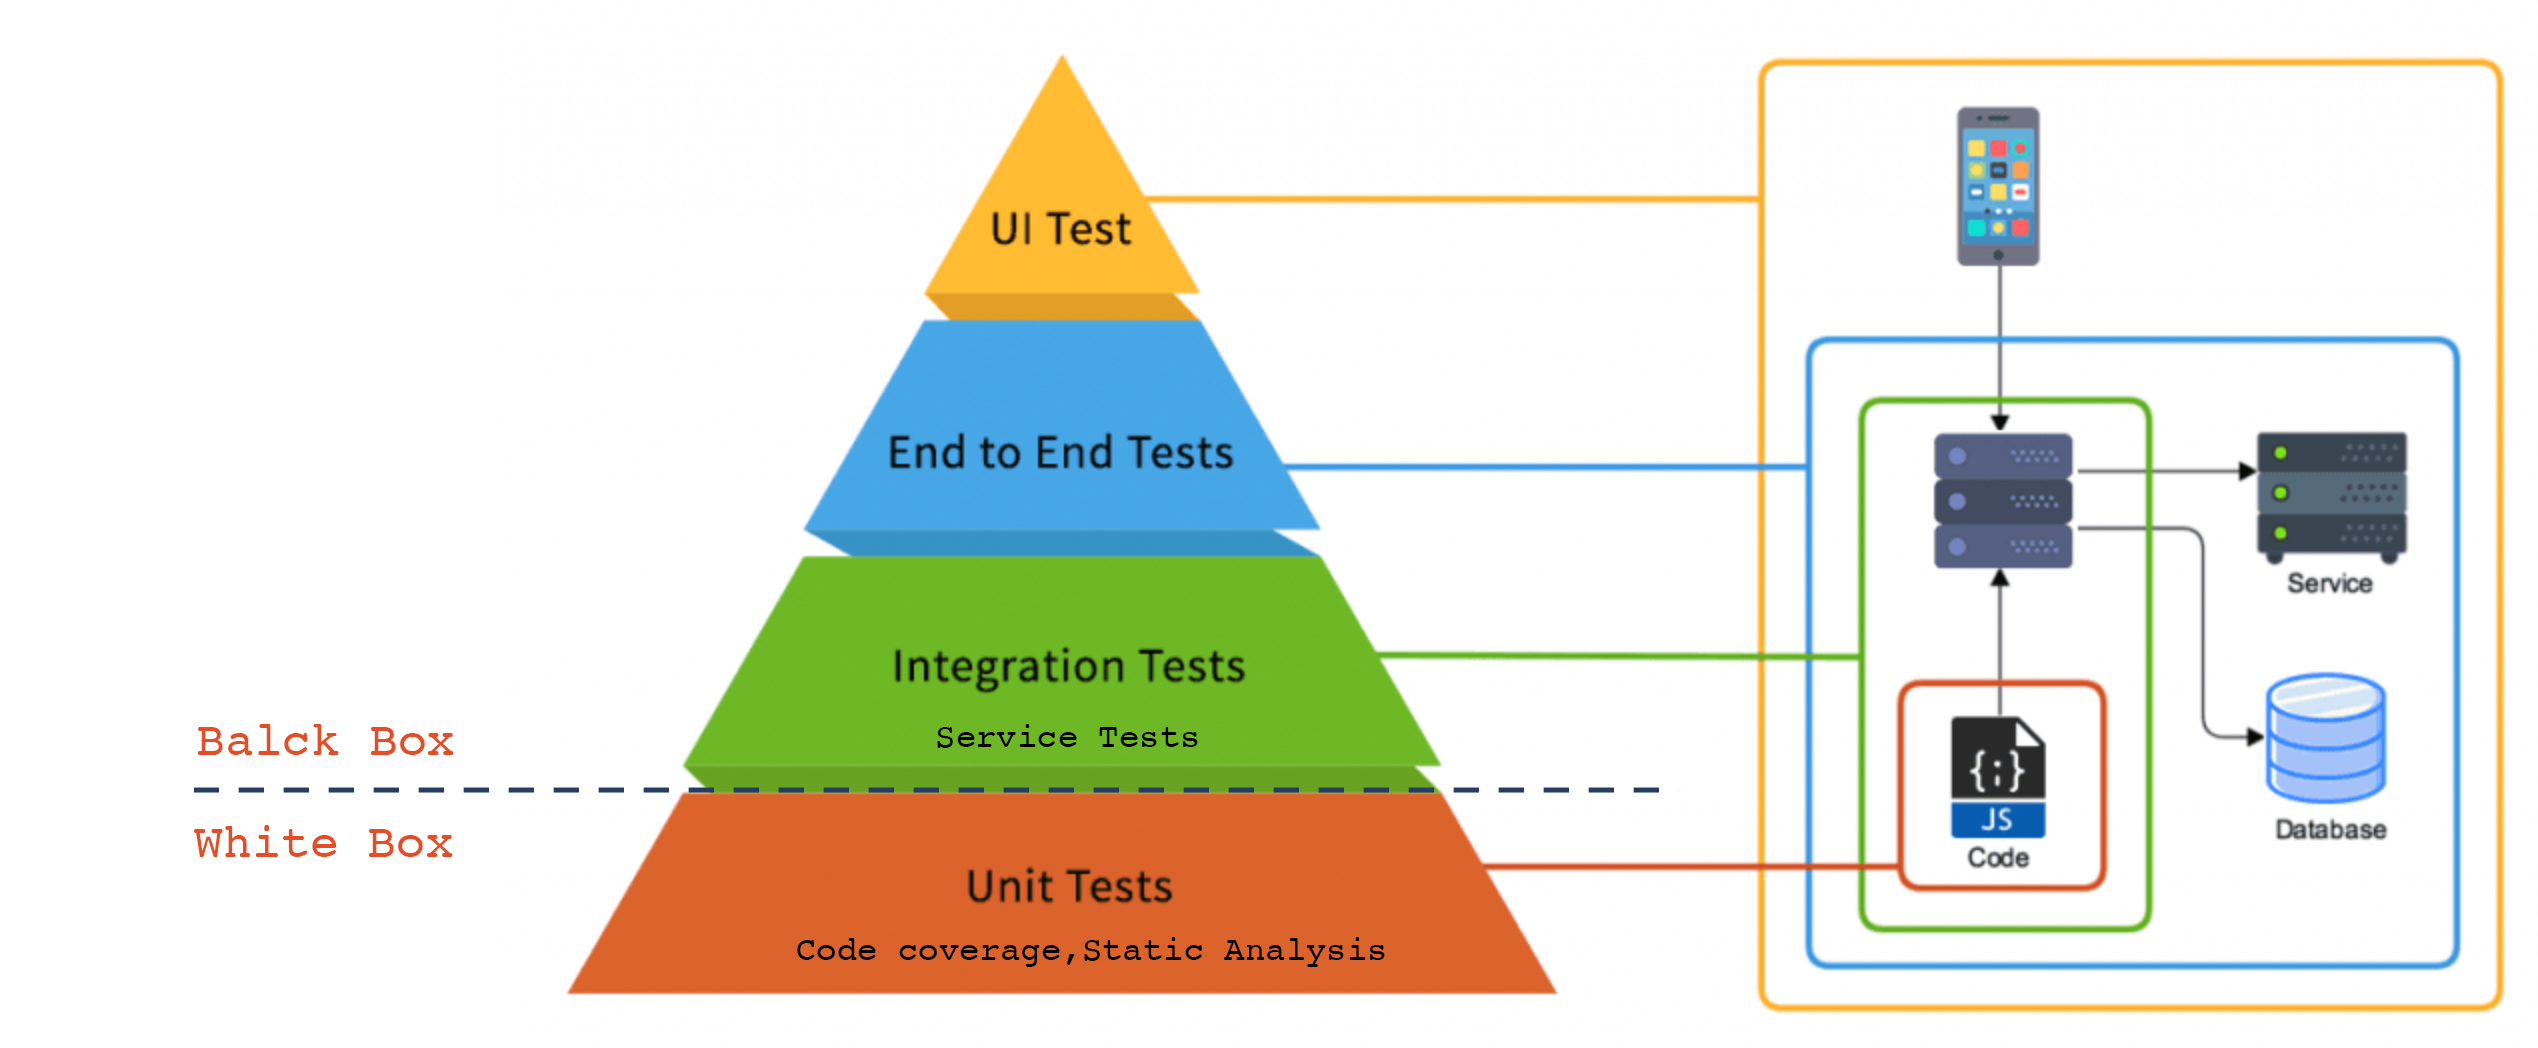 UI Test
End to End Tests
Integration Tests
Service Tests
Balck Box
White Box
Unit Tests
Code coverage,Static Analysis
Service
Database
{;}
JS
Code